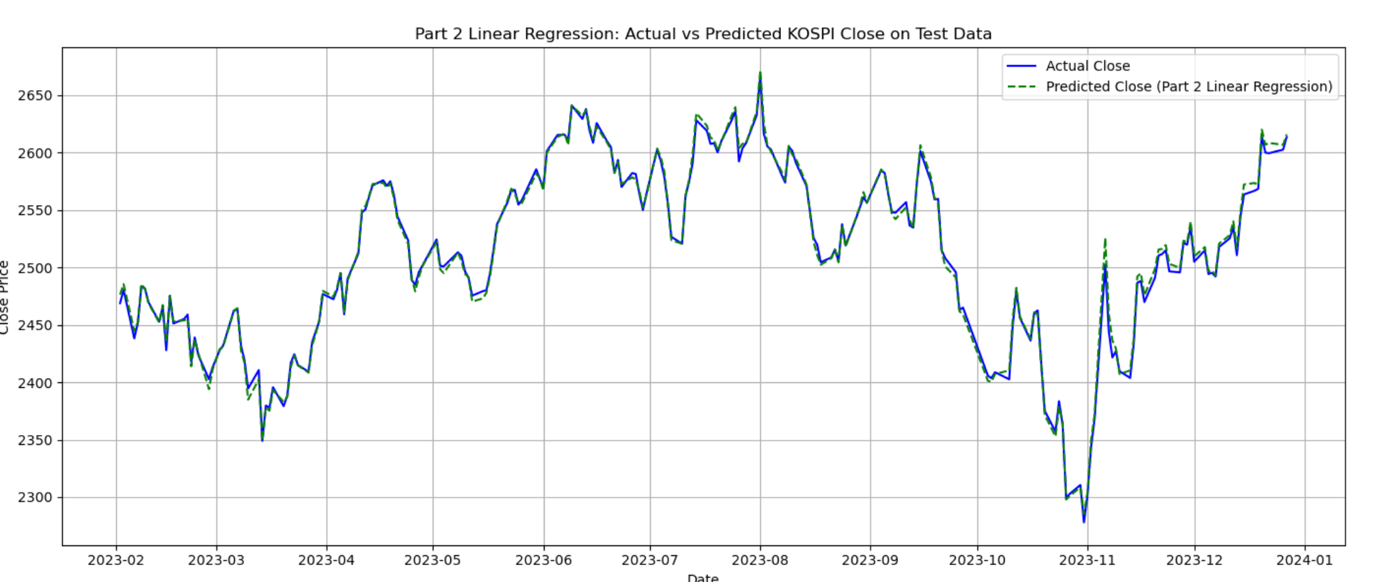 Part 2 Linear Regression: Actual vs Predicted KOSPI Close on Test Data
Actual Close
Predicted Close (Part 2 Linear Regression)
Close Price
2650
2600
2550
2500
2450
2400
2350
2300
2023-02 2023-03 2023-04 2023-05 2023-06 2023-07 2023-08 2023-09 2023-10 2023-11 2023-12 2024-01
Date